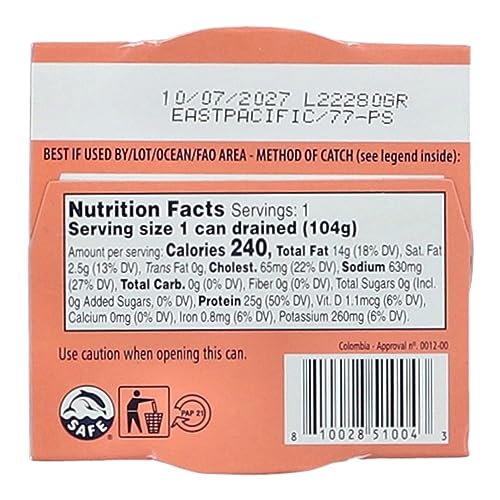 10/07/2027 L22280GR
EASTPACIFIC/77-PS
BEST IF USED BY/LOT/OCEAN/FAO AREA - METHOD OF CATCH (see legend inside):
Nutrition Facts Servings: 1
Serving size 1 can drained (104g)
Amount per serving: Calories 240, Total Fat 14g (18% DV), Sat. Fat
2.5g (13% DV), Trans Fat 0g, Cholest. 65mg (22% DV), Sodium 630mg
(27% DV), Total Carb. 0g (0% DV), Fiber 0g (0% DV), Total Sugars 0g (Incl.
0g Added Sugars, 0% DV), Protein 25g (50% DV), Vit. D 1.1mcg (6% DV),
Calcium 0mg (0% DV), Iron 0.8mg (6% DV), Potassium 260mg (6% DV).
Colombia - Approval nº. 0012-00
Use caution when opening this can.
SAFE
PAP 21
8 10028 51004 3